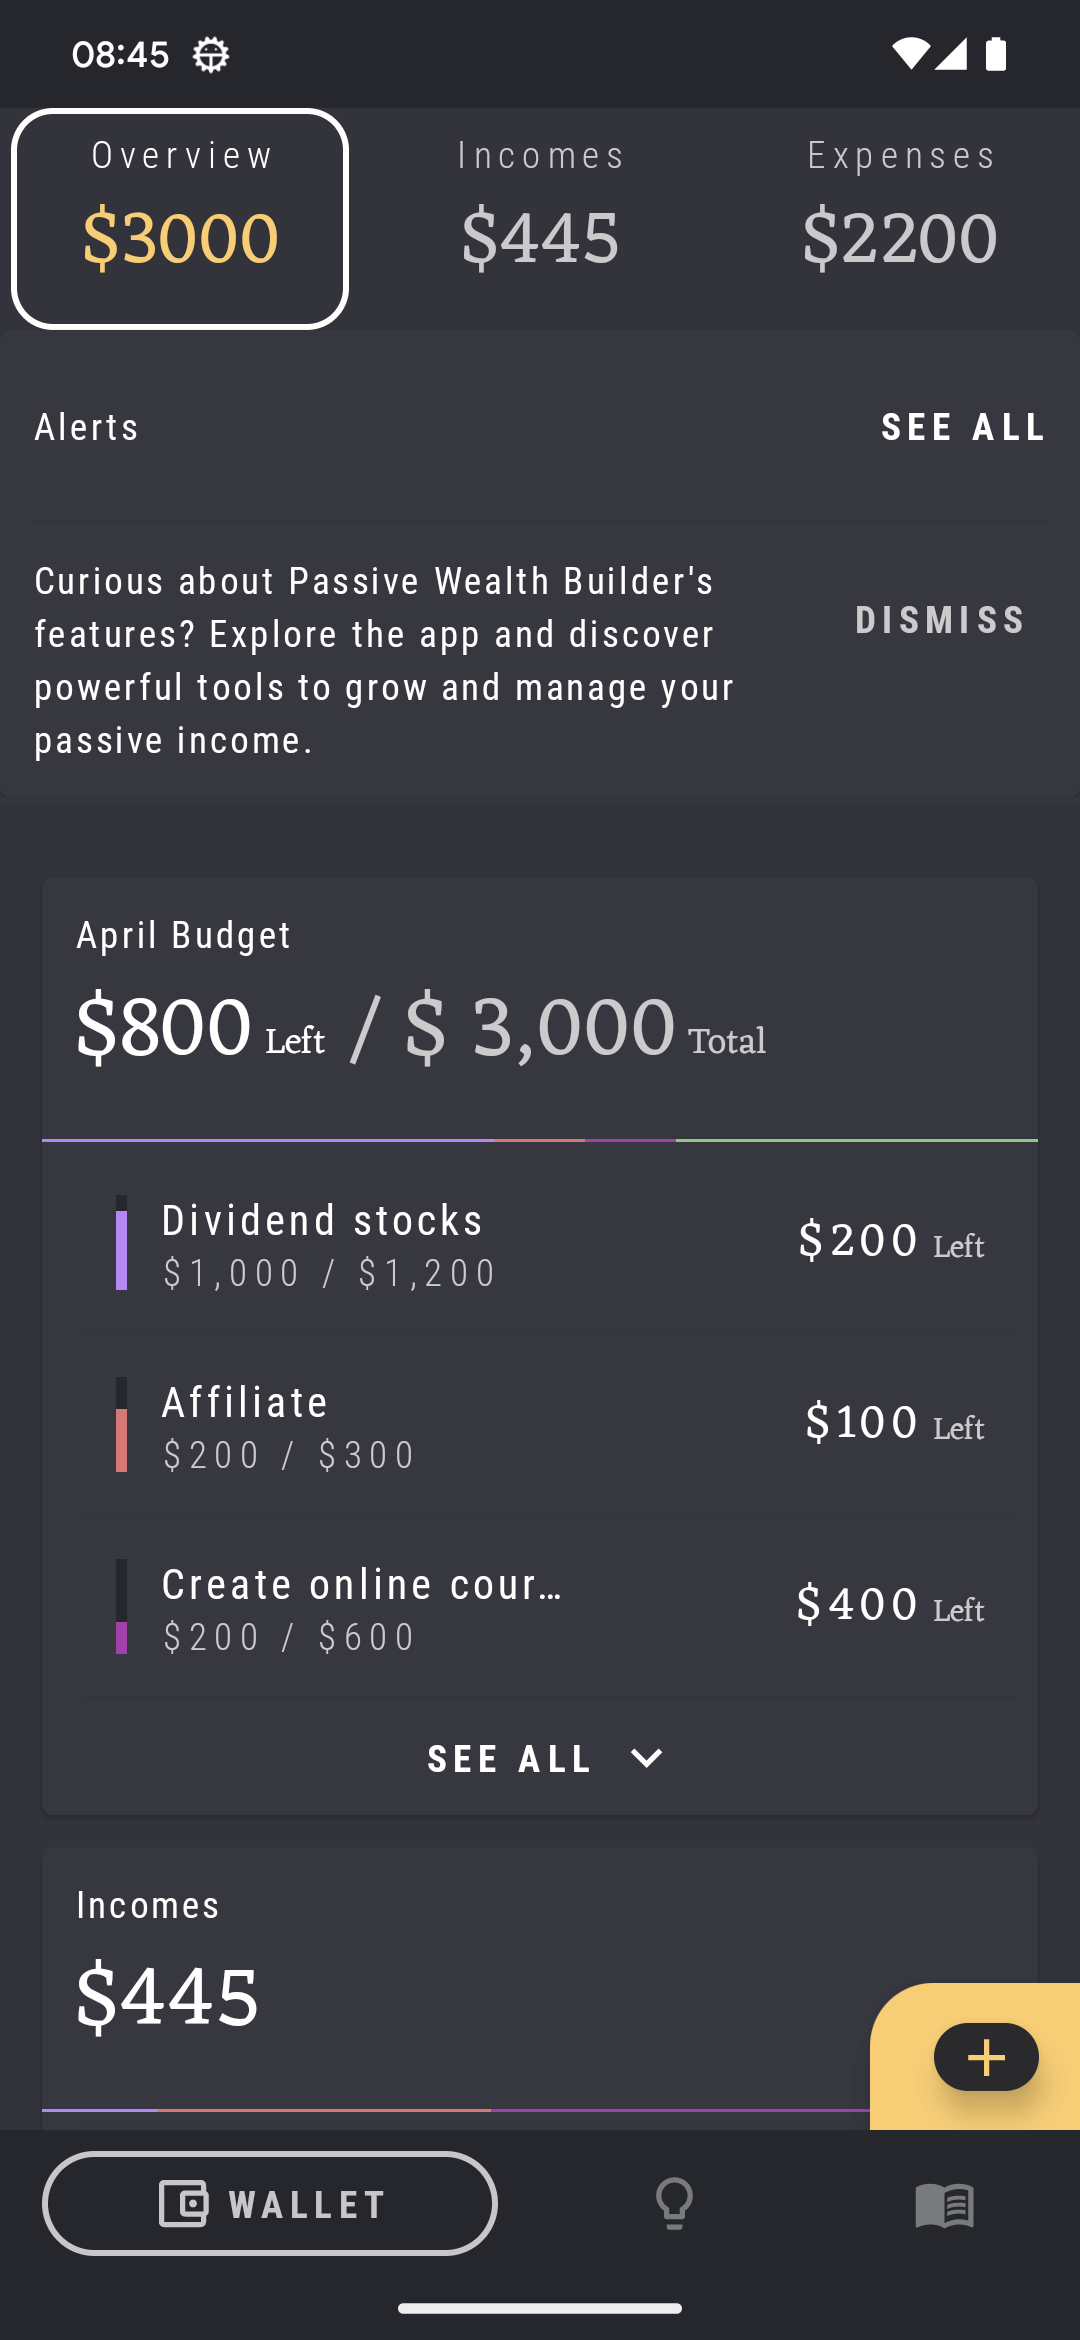 08:45
Overview Incomes Expenses
$3000 $445 $2200
Alerts SEE ALL
Curious about Passive Wealth Builder's
features? Explore the app and discover
powerful tools to grow and manage your
passive income.
DISMISS
April Budget
$800 Left / $ 3,000 Total
Dividend stocks
$1,000 / $1,200
$200 Left
Affiliate
$200 / $300
$100 Left
Create online cour…
$200 / $600
$400 Left
SEE ALL
Incomes
$445
WALLET